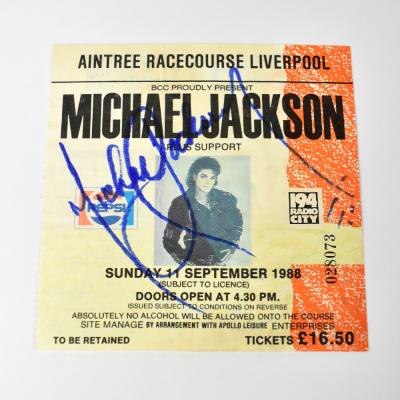 AINTREE RACECOURSE LIVERPOOL
BCC PROUDLY PRESENT
MICHAEL JACKSON
PLUS SUPPORT
Michael Jackson
PEPSI
194
RADIO
CITY
028073
SUNDAY 11 SEPTEMBER 1988
(SUBJECT TO LICENCE)
DOORS OPEN AT 4.30 PM.
ISSUED SUBJECT TO CONDITIONS ON REVERSE
ABSOLUTELY NO ALCOHOL WILL BE ALLOWED ONTO THE COURSE
SITE MANAGE BY ARRANGEMENT WITH APOLLO LEISURE ENTERPRISES
TO BE RETAINED TICKETS £16.50